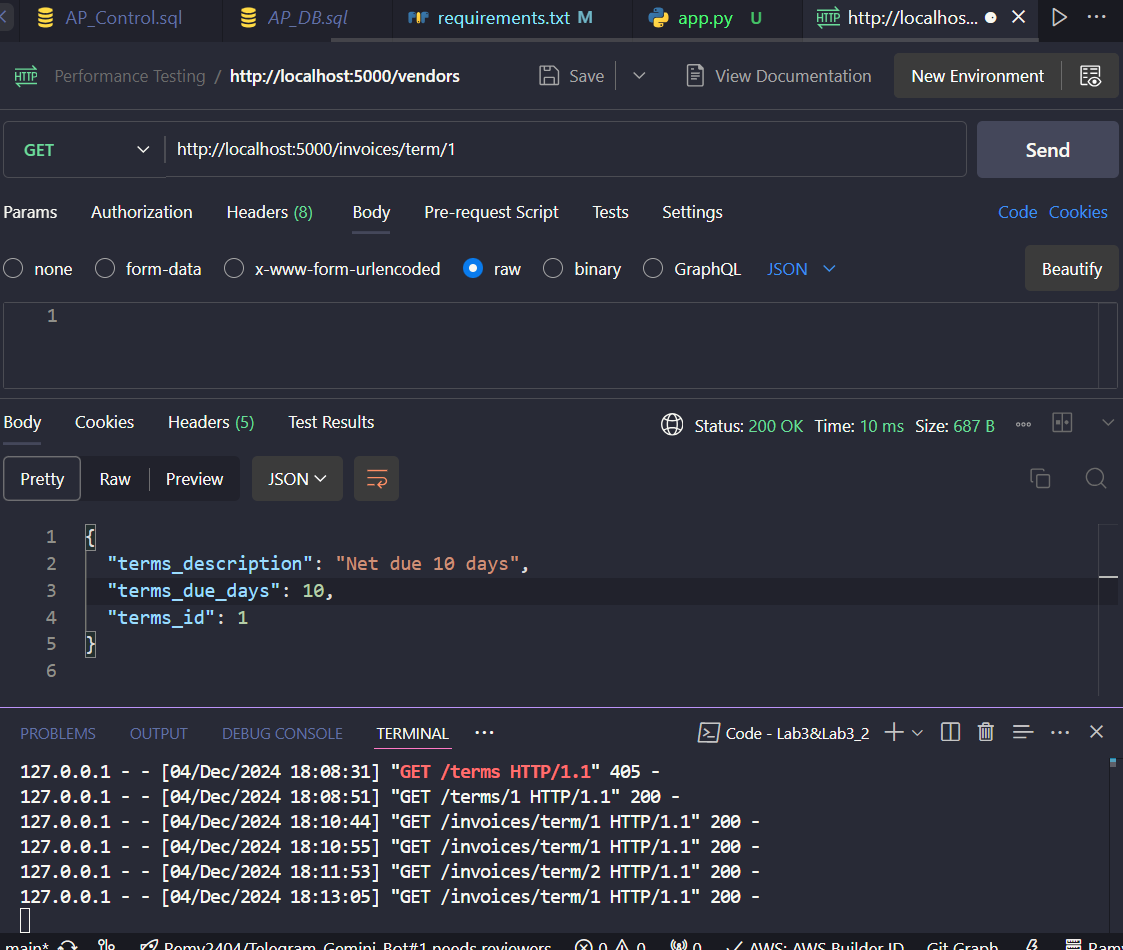 AP_Control.sql AP_DB.sql requirements.txt M app.py U HTTP http://localhos...
HTTP Performance Testing / http://localhost:5000/vendors Save View Documentation New Environment
GET http://localhost:5000/invoices/term/1 Send
Params Authorization Headers (8) Body Pre-request Script Tests Settings Code Cookies
none form-data x-www-form-urlencoded raw binary GraphQL JSON Beautify
1
Body Cookies Headers (5) Test Results Status: 200 OK Time: 10 ms Size: 687 B
Pretty Raw Preview JSON
1 {
2 "terms_description": "Net due 10 days",
3 "terms_due_days": 10,
4 "terms_id": 1
5 }
6
PROBLEMS OUTPUT DEBUG CONSOLE TERMINAL ... Code - Lab3&Lab3_2
127.0.0.1 - - [04/Dec/2024 18:08:31] "GET /terms HTTP/1.1" 405 -
127.0.0.1 - - [04/Dec/2024 18:08:51] "GET /terms/1 HTTP/1.1" 200 -
127.0.0.1 - - [04/Dec/2024 18:10:44] "GET /invoices/term/1 HTTP/1.1" 200 -
127.0.0.1 - - [04/Dec/2024 18:10:55] "GET /invoices/term/1 HTTP/1.1" 200 -
127.0.0.1 - - [04/Dec/2024 18:11:53] "GET /invoices/term/2 HTTP/1.1" 200 -
127.0.0.1 - - [04/Dec/2024 18:13:05] "GET /invoices/term/1 HTTP/1.1" 200 -
main* Remy2404/Telegram_Gemini_Bot#1 needs reviewers 0 0 0 AWS: AWS Builder ID Git Graph